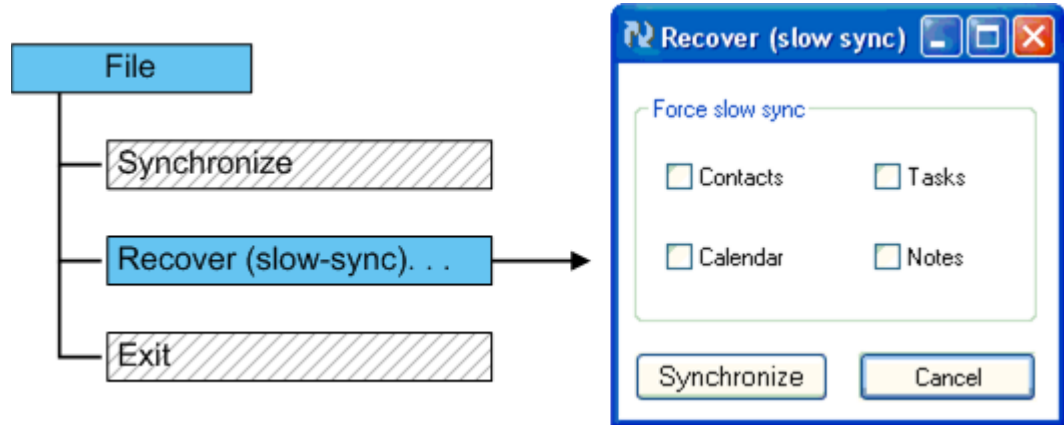 File
Synchronize
Recover (slow-sync). . .
Exit
Recover (slow sync)
Force slow sync
Contacts
Tasks
Calendar
Notes
Synchronize
Cancel